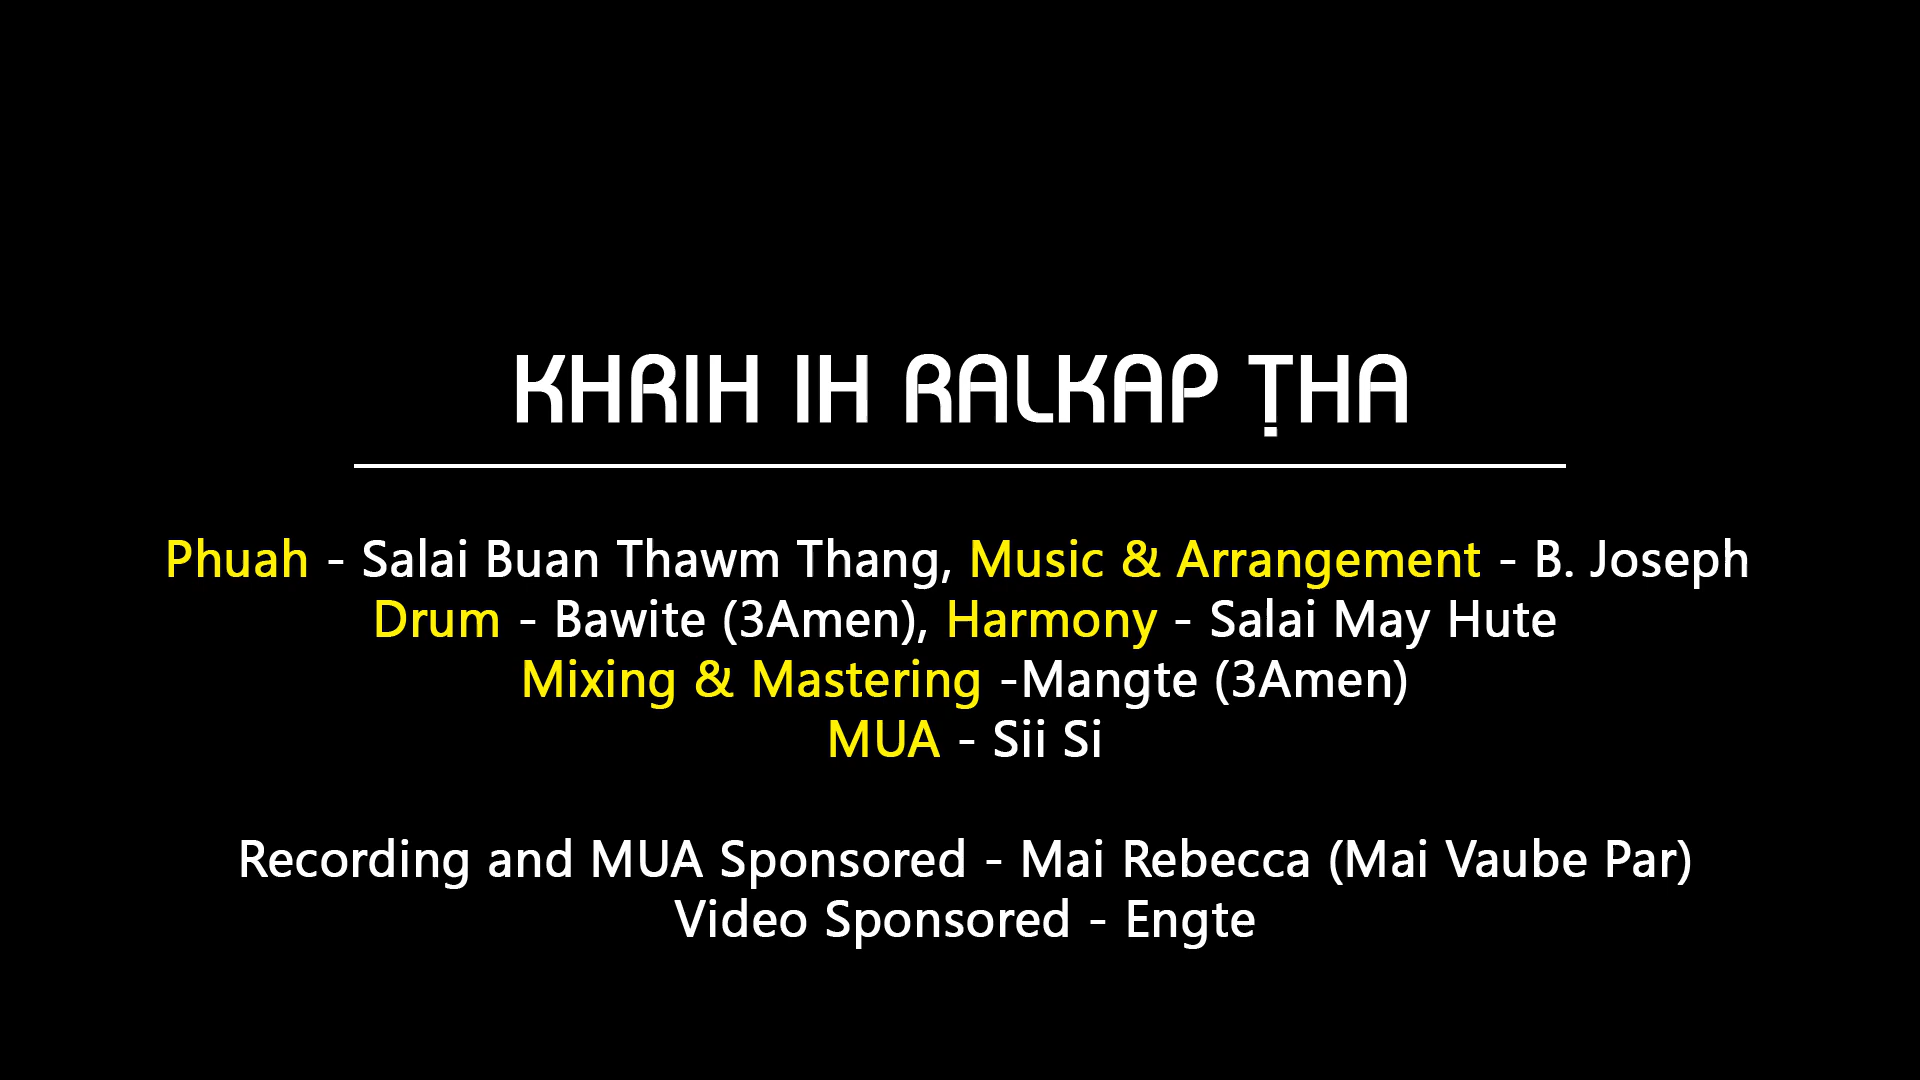 KHRIH IH RALKAP ṬHA
Phuah - Salai Buan Thawm Thang, Music & Arrangement - B. Joseph
Drum - Bawite (3Amen), Harmony - Salai May Hute
Mixing & Mastering -Mangte (3Amen)
MUA - Sii Si
Recording and MUA Sponsored - Mai Rebecca (Mai Vaube Par)
Video Sponsored - Engte